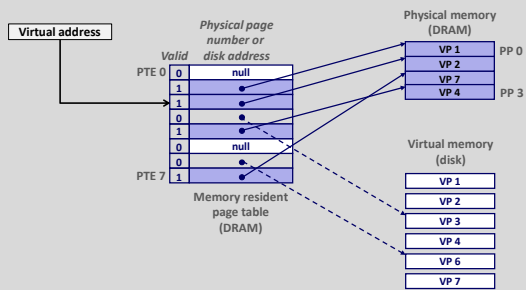 Virtual address
Physical page
number or
disk address
Valid
PTE 0
0
null
1
1
0
1
0
null
0
PTE 7
1
Memory resident
page table
(DRAM)
Physical memory
(DRAM)
VP 1
PP 0
VP 2
VP 7
VP 4
PP 3
Virtual memory
(disk)
VP 1
VP 2
VP 3
VP 4
VP 6
VP 7